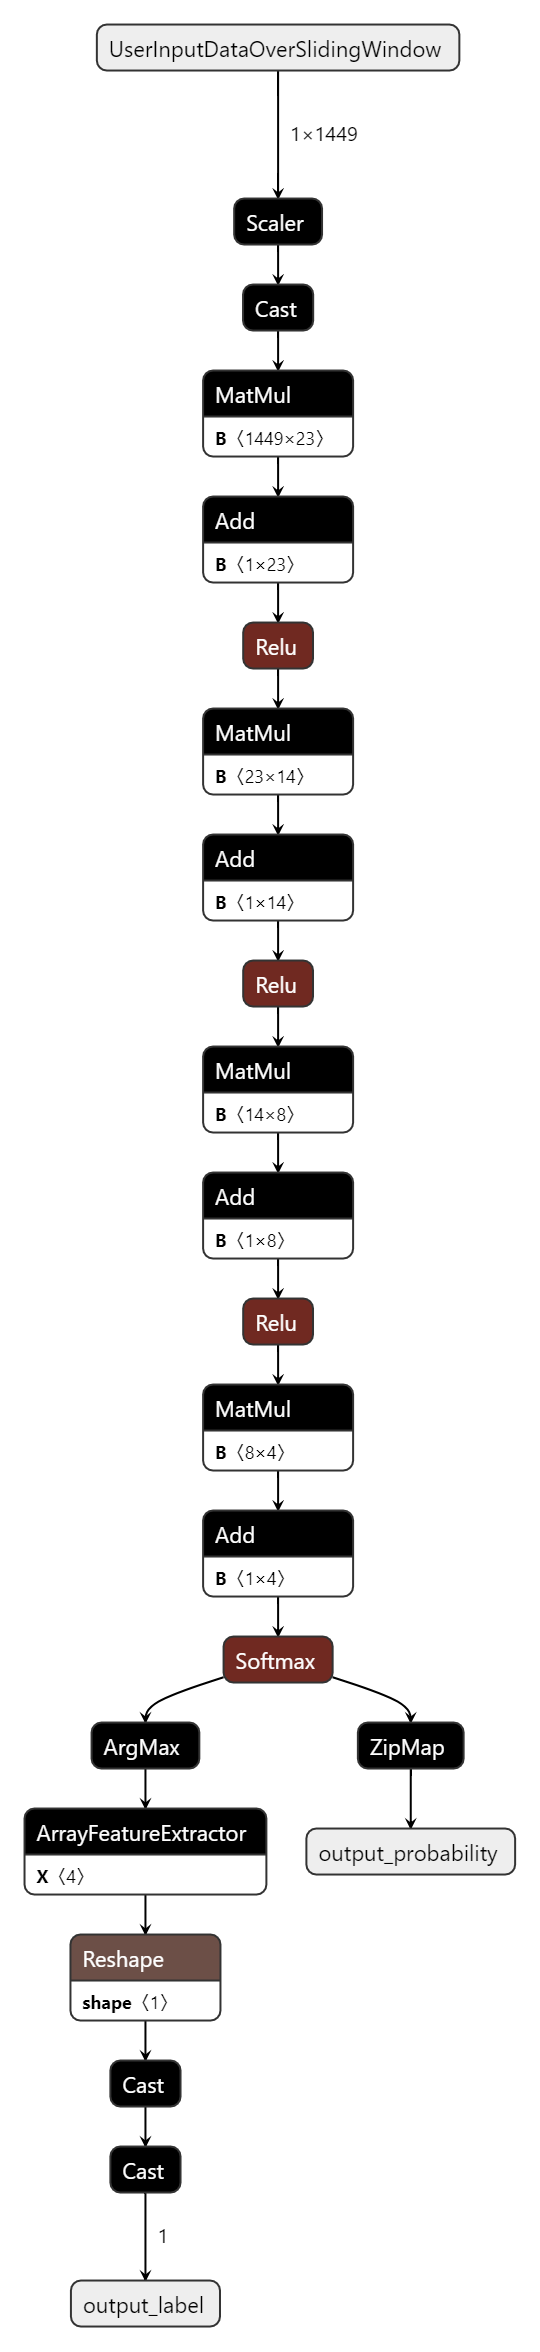 UserInputDataOverSlidingWindow
1×1449
Scaler
Cast
MatMul
B 〈1449×23〉
Add
B 〈1×23〉
Relu
MatMul
B 〈23×14〉
Add
B 〈1×14〉
Relu
MatMul
B 〈14×8〉
Add
B 〈1×8〉
Relu
MatMul
B 〈8×4〉
Add
B 〈1×4〉
Softmax
ArgMax
ZipMap
ArrayFeatureExtractor
X 〈4〉
output_probability
Reshape
shape 〈1〉
Cast
Cast
1
output_label